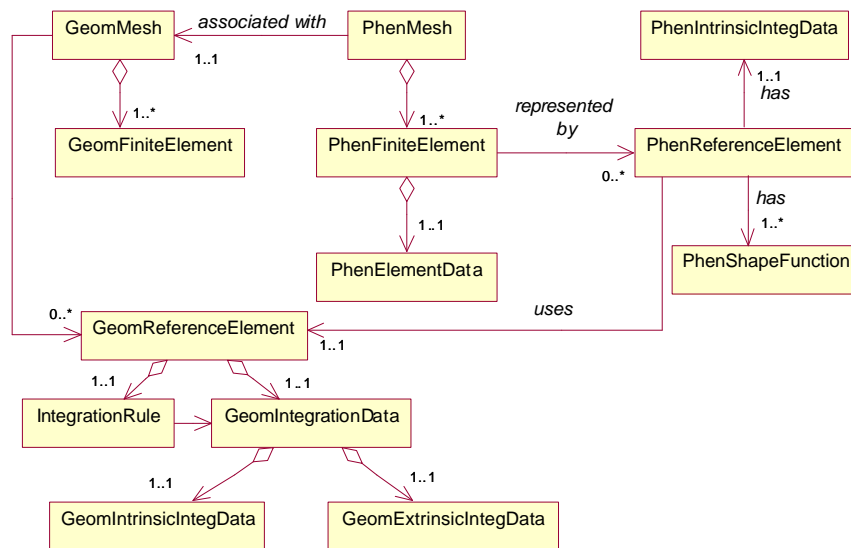 GeomMesh
associated with
PhenMesh
PhenIntrinsicIntegData
1..1
1..1
has
1..*
1..*
represented
by
GeomFiniteElement
PhenFiniteElement
PhenReferenceElement
0..*
has
1..*
1..1
PhenElementData
PhenShapeFunction
0..*
GeomReferenceElement
uses
1..1
1..1
1..1
IntegrationRule
GeomIntegrationData
1..1
1..1
GeomIntrinsicIntegData
GeomExtrinsicIntegData